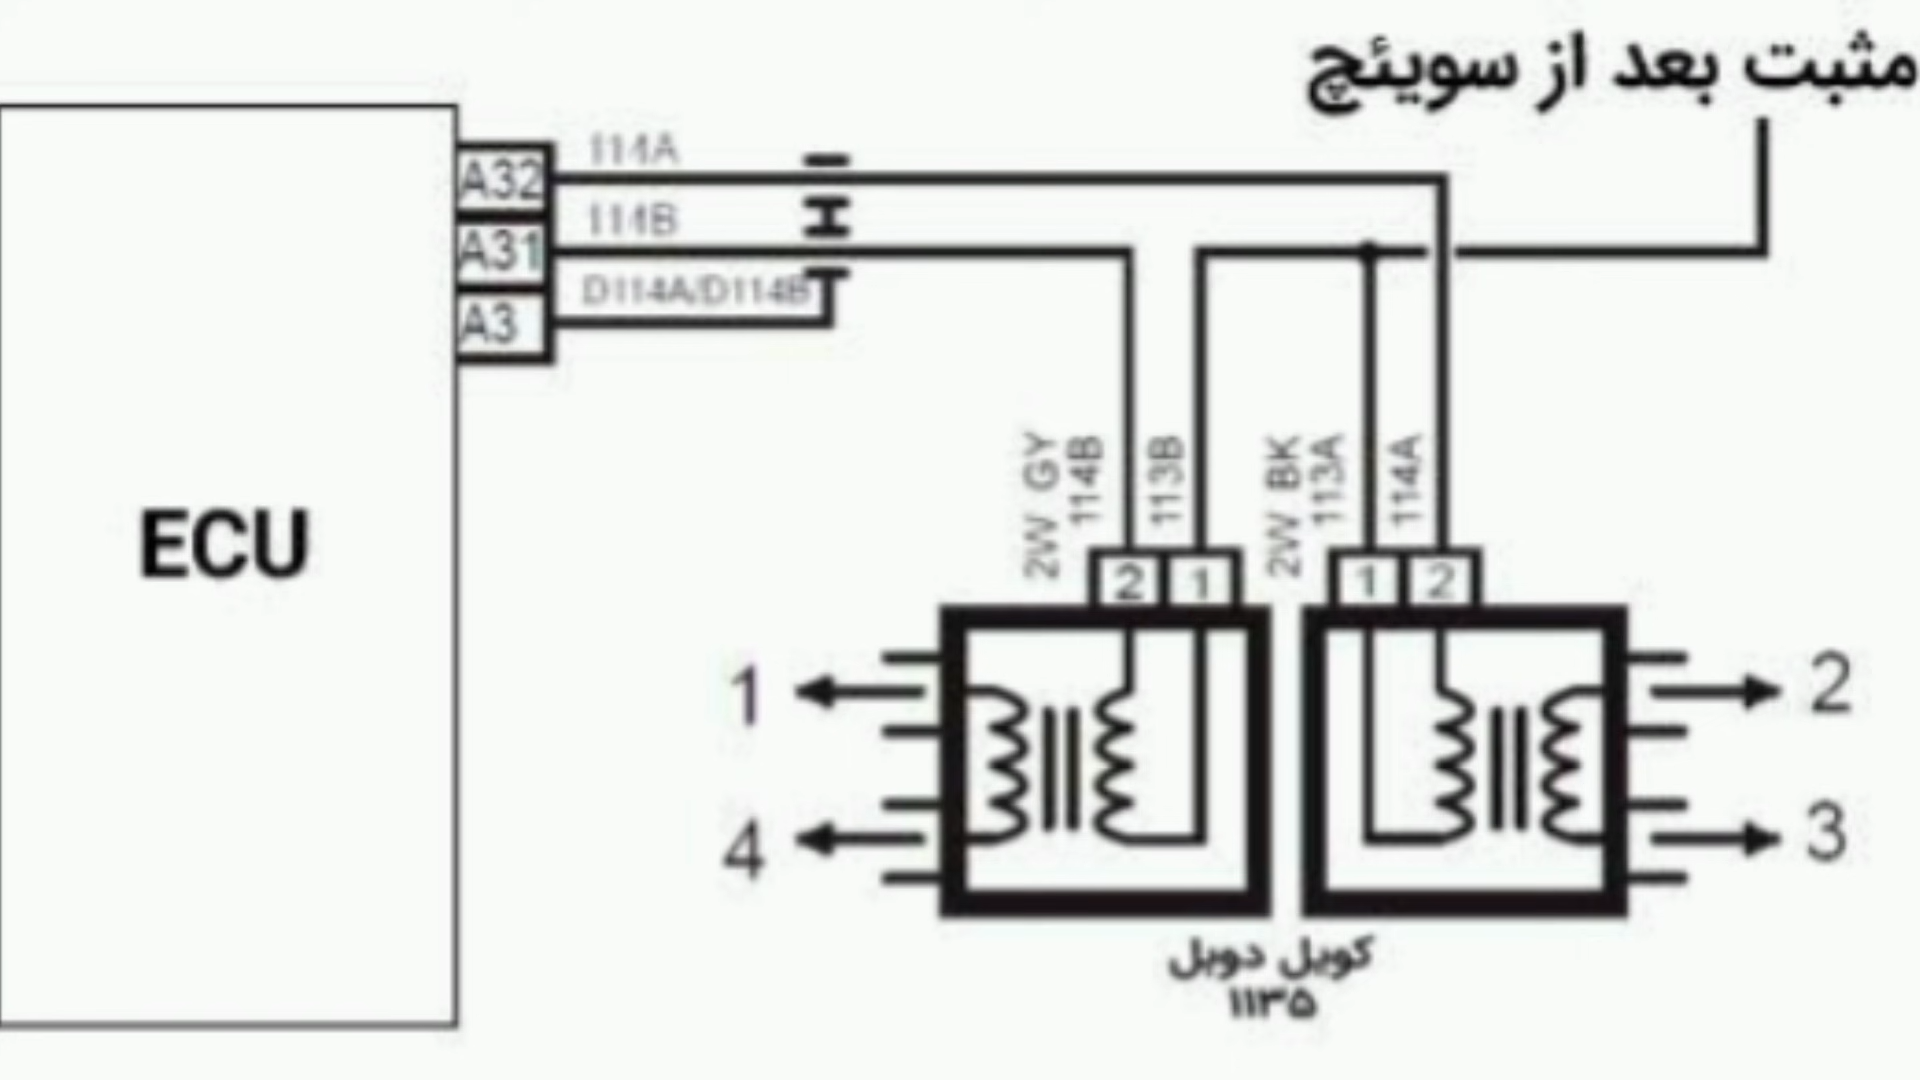 مثبت بعد از سویئچ
A32
114A
A31
114B
A3
D114A/D114B
ECU
2W GY
114B
113B
2W BK
113A
114A
2
1
1
2
1
2
4
3
کویل دوبل
۱۱۳۵